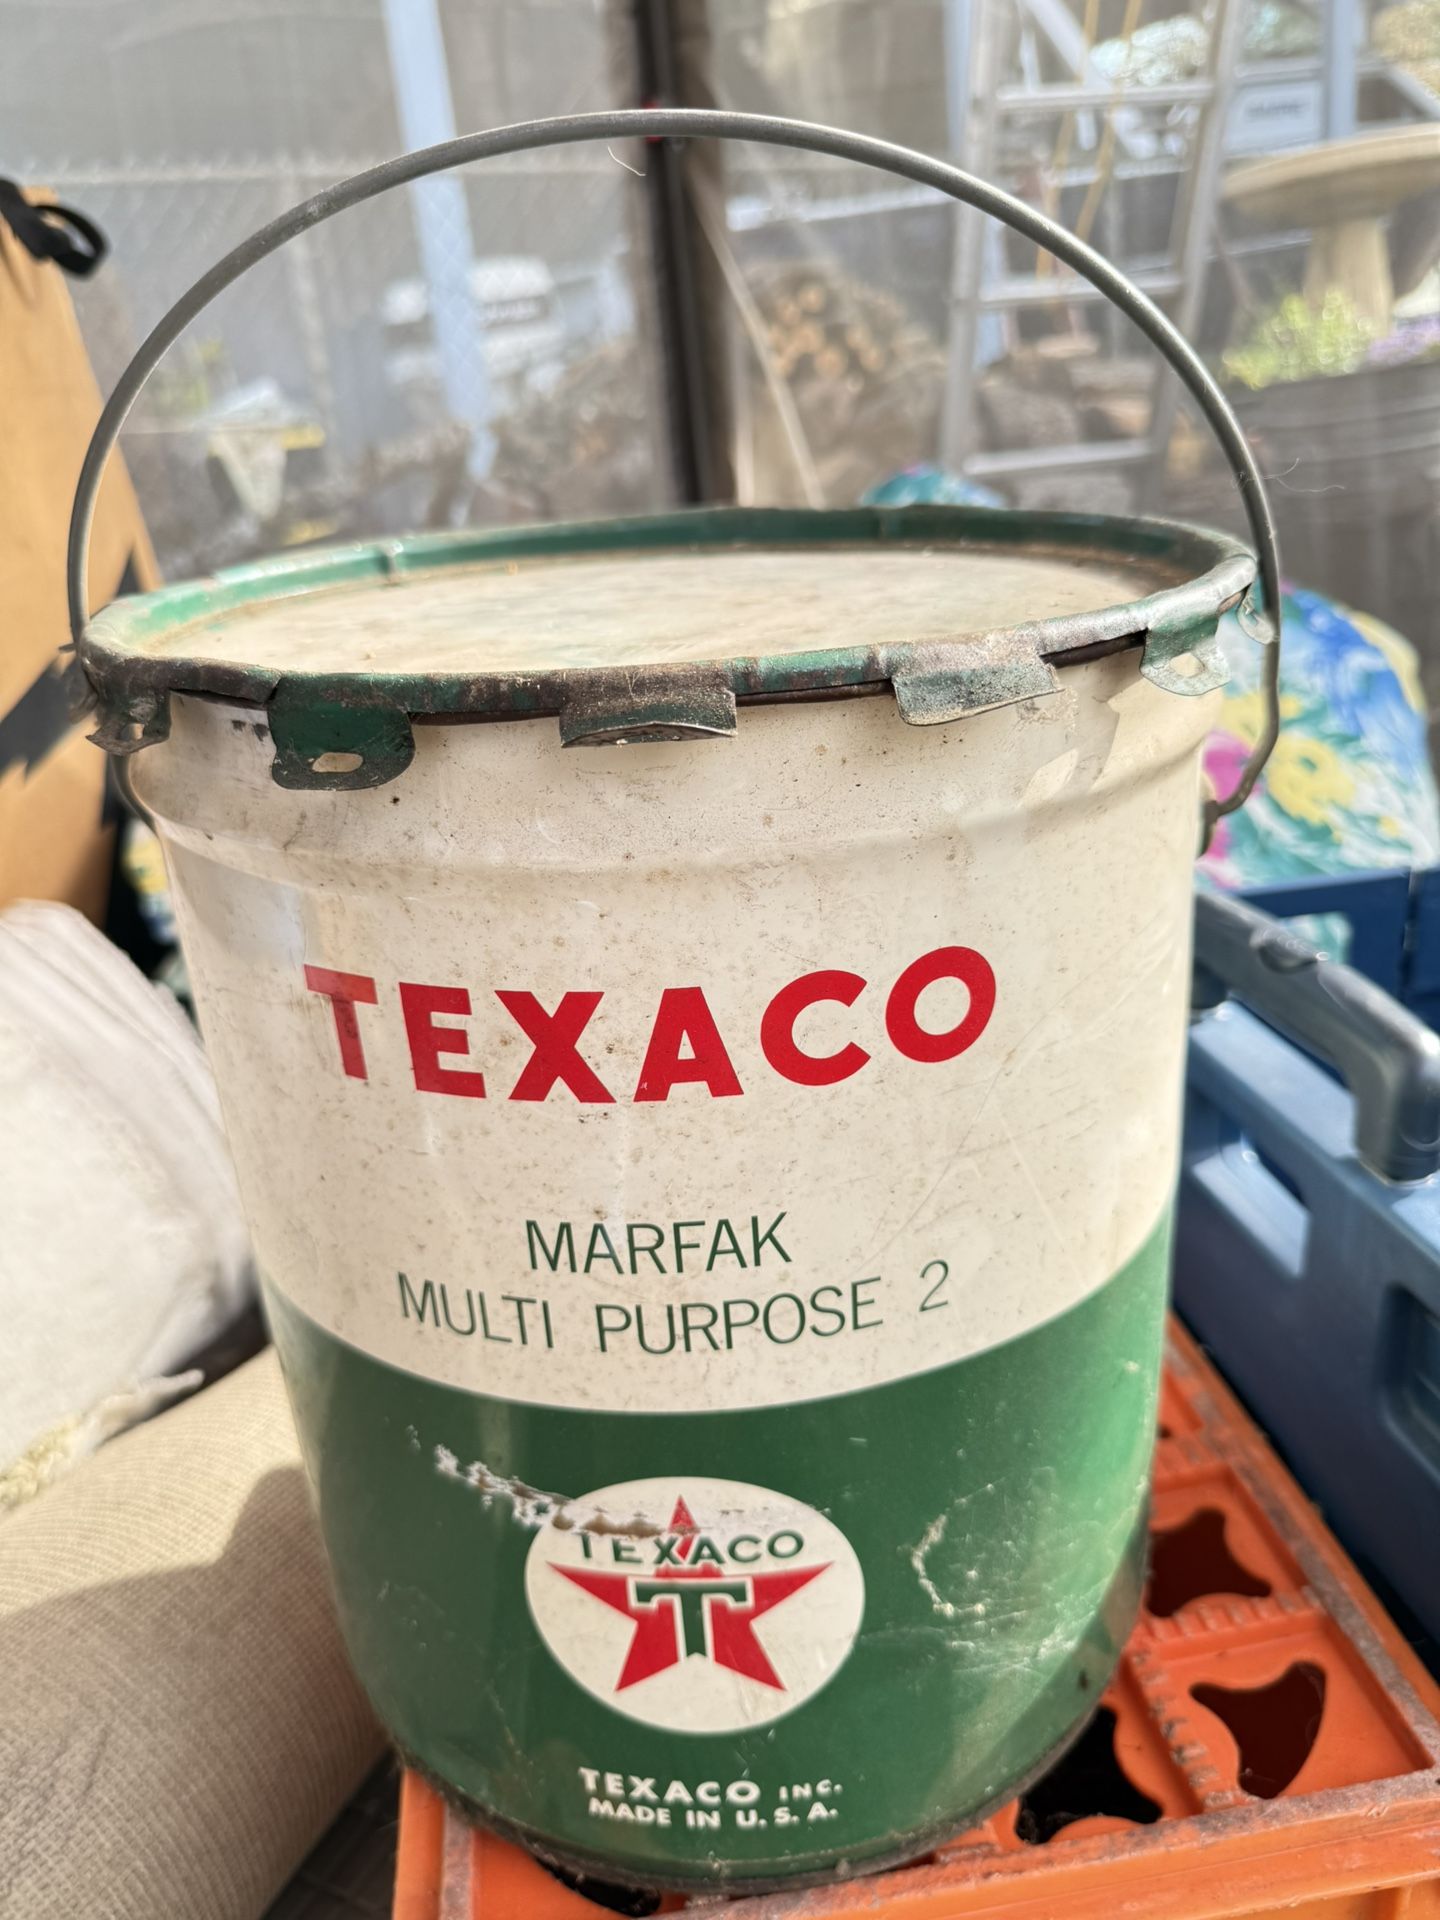 TEXACO
MARFAK
MULTI PURPOSE 2
TEXACO
T
TEXACO INC.
MADE IN U.S.A.